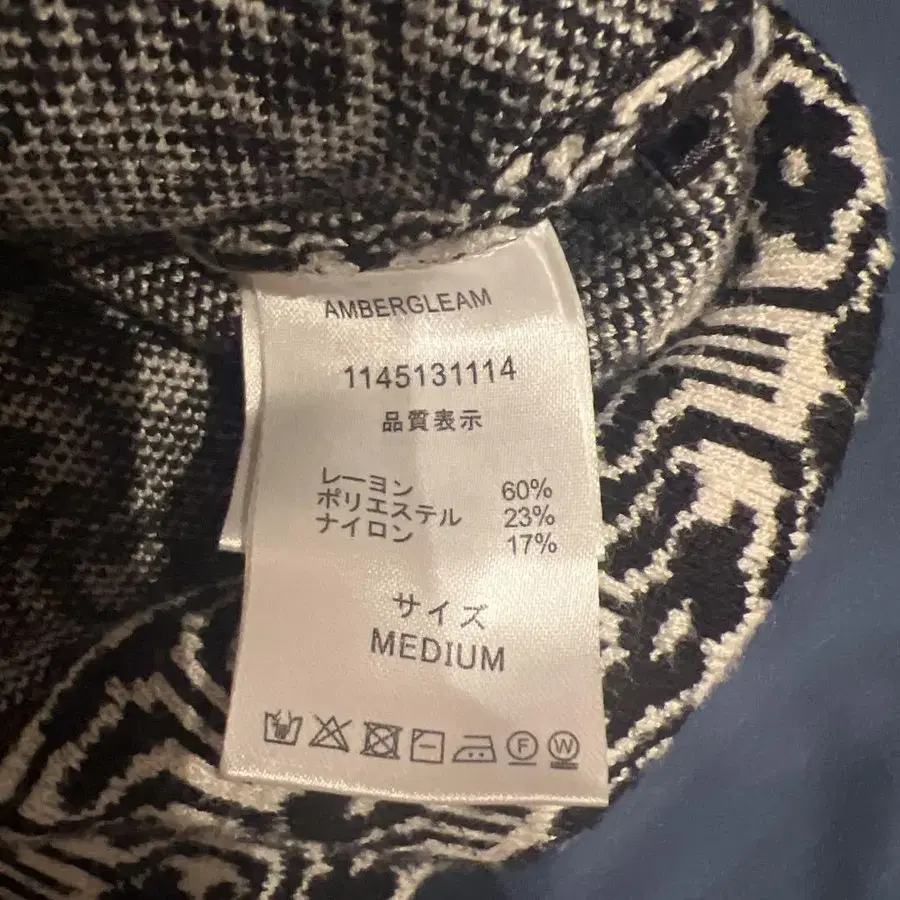 AMBERGLEAM
1145131114
品質表示
レーヨン 60%
ポリエステル 23%
ナイロン 17%
サイズ
MEDIUM
F W